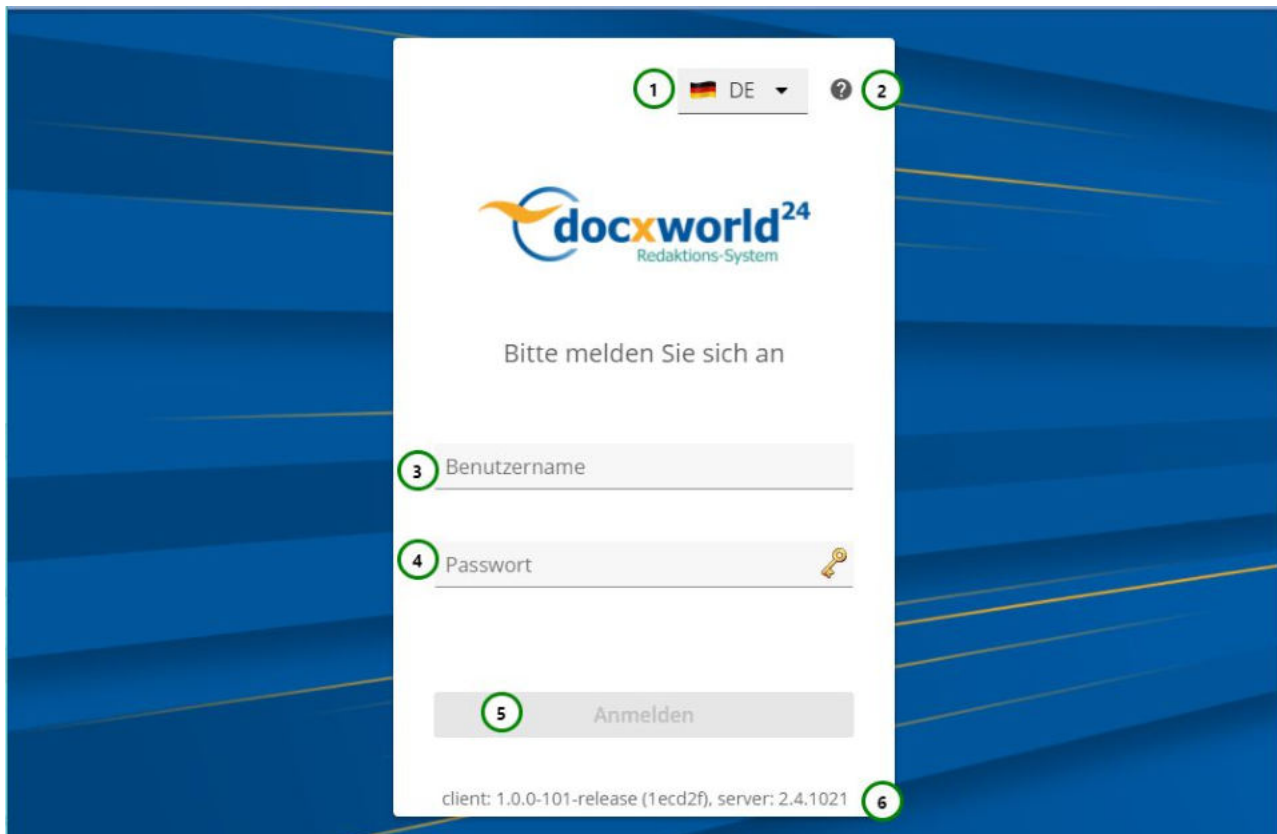 1 DE 2
docxworld24
Redaktions-System
Bitte melden Sie sich an
3 Benutzername
4 Passwort
5 Anmelden
client: 1.0.0-101-release (1ecd2f), server: 2.4.1021 6